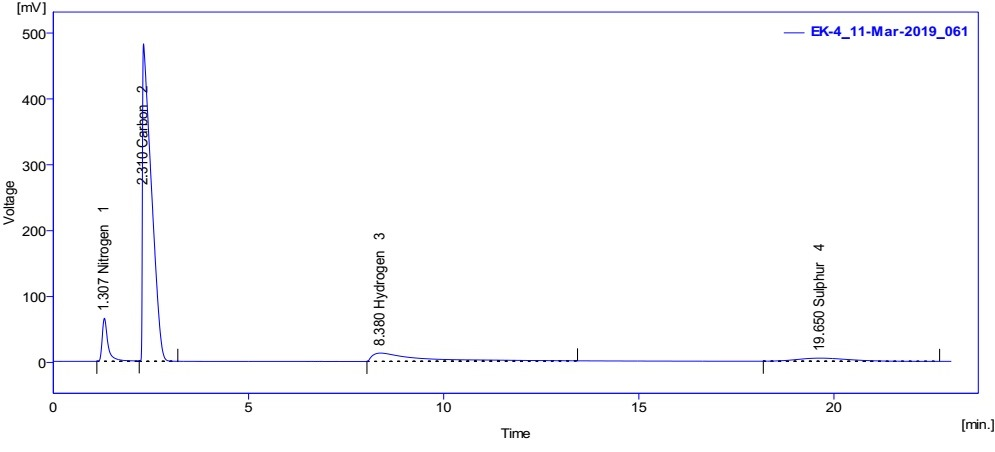 [mV]
EK-4_11-Mar-2019_061
500
400
300
200
100
0
Voltage
1.307 Nitrogen 1
2.310 Carbon 2
8.380 Hydrogen 3
19.650 Sulphur 4
0 5 10 15 20
[min.]
Time